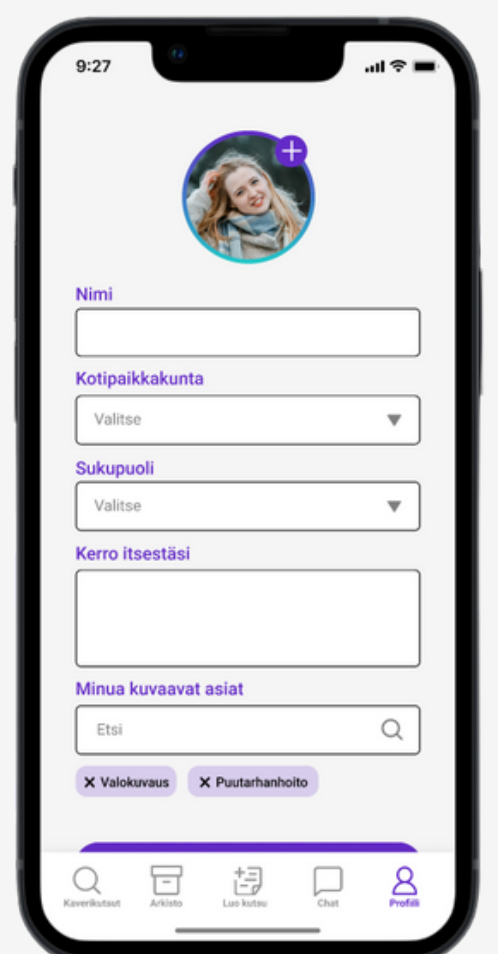 9:27
Nimi
Kotipaikkakunta
Valitse
Sukupuoli
Valitse
Kerro itsestäsi
Minua kuvaavat asiat
Etsi
X Valokuvaus X Puutarhanhoito
Kaverikutsut Arkisto Luo kutsu Chat Profiili